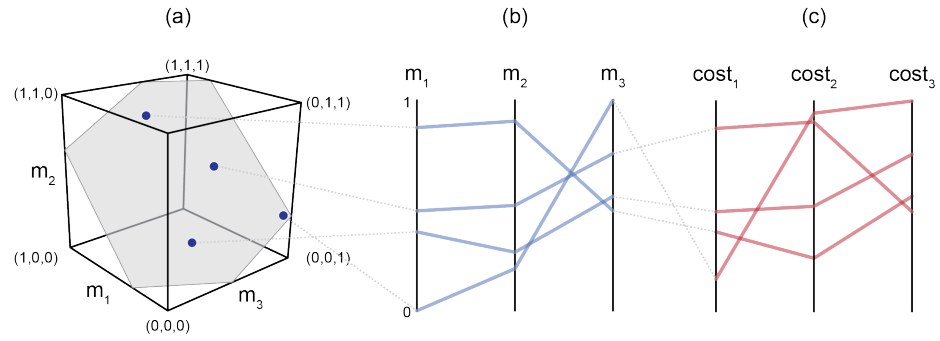 (a)
(b)
(c)
(1,1,1)
(1,1,0)
(0,1,1)
m₂
(1,0,0)
(0,0,1)
m₁
m₃
(0,0,0)
m₁
m₂
m₃
1
0
cost₁
cost₂
cost₃